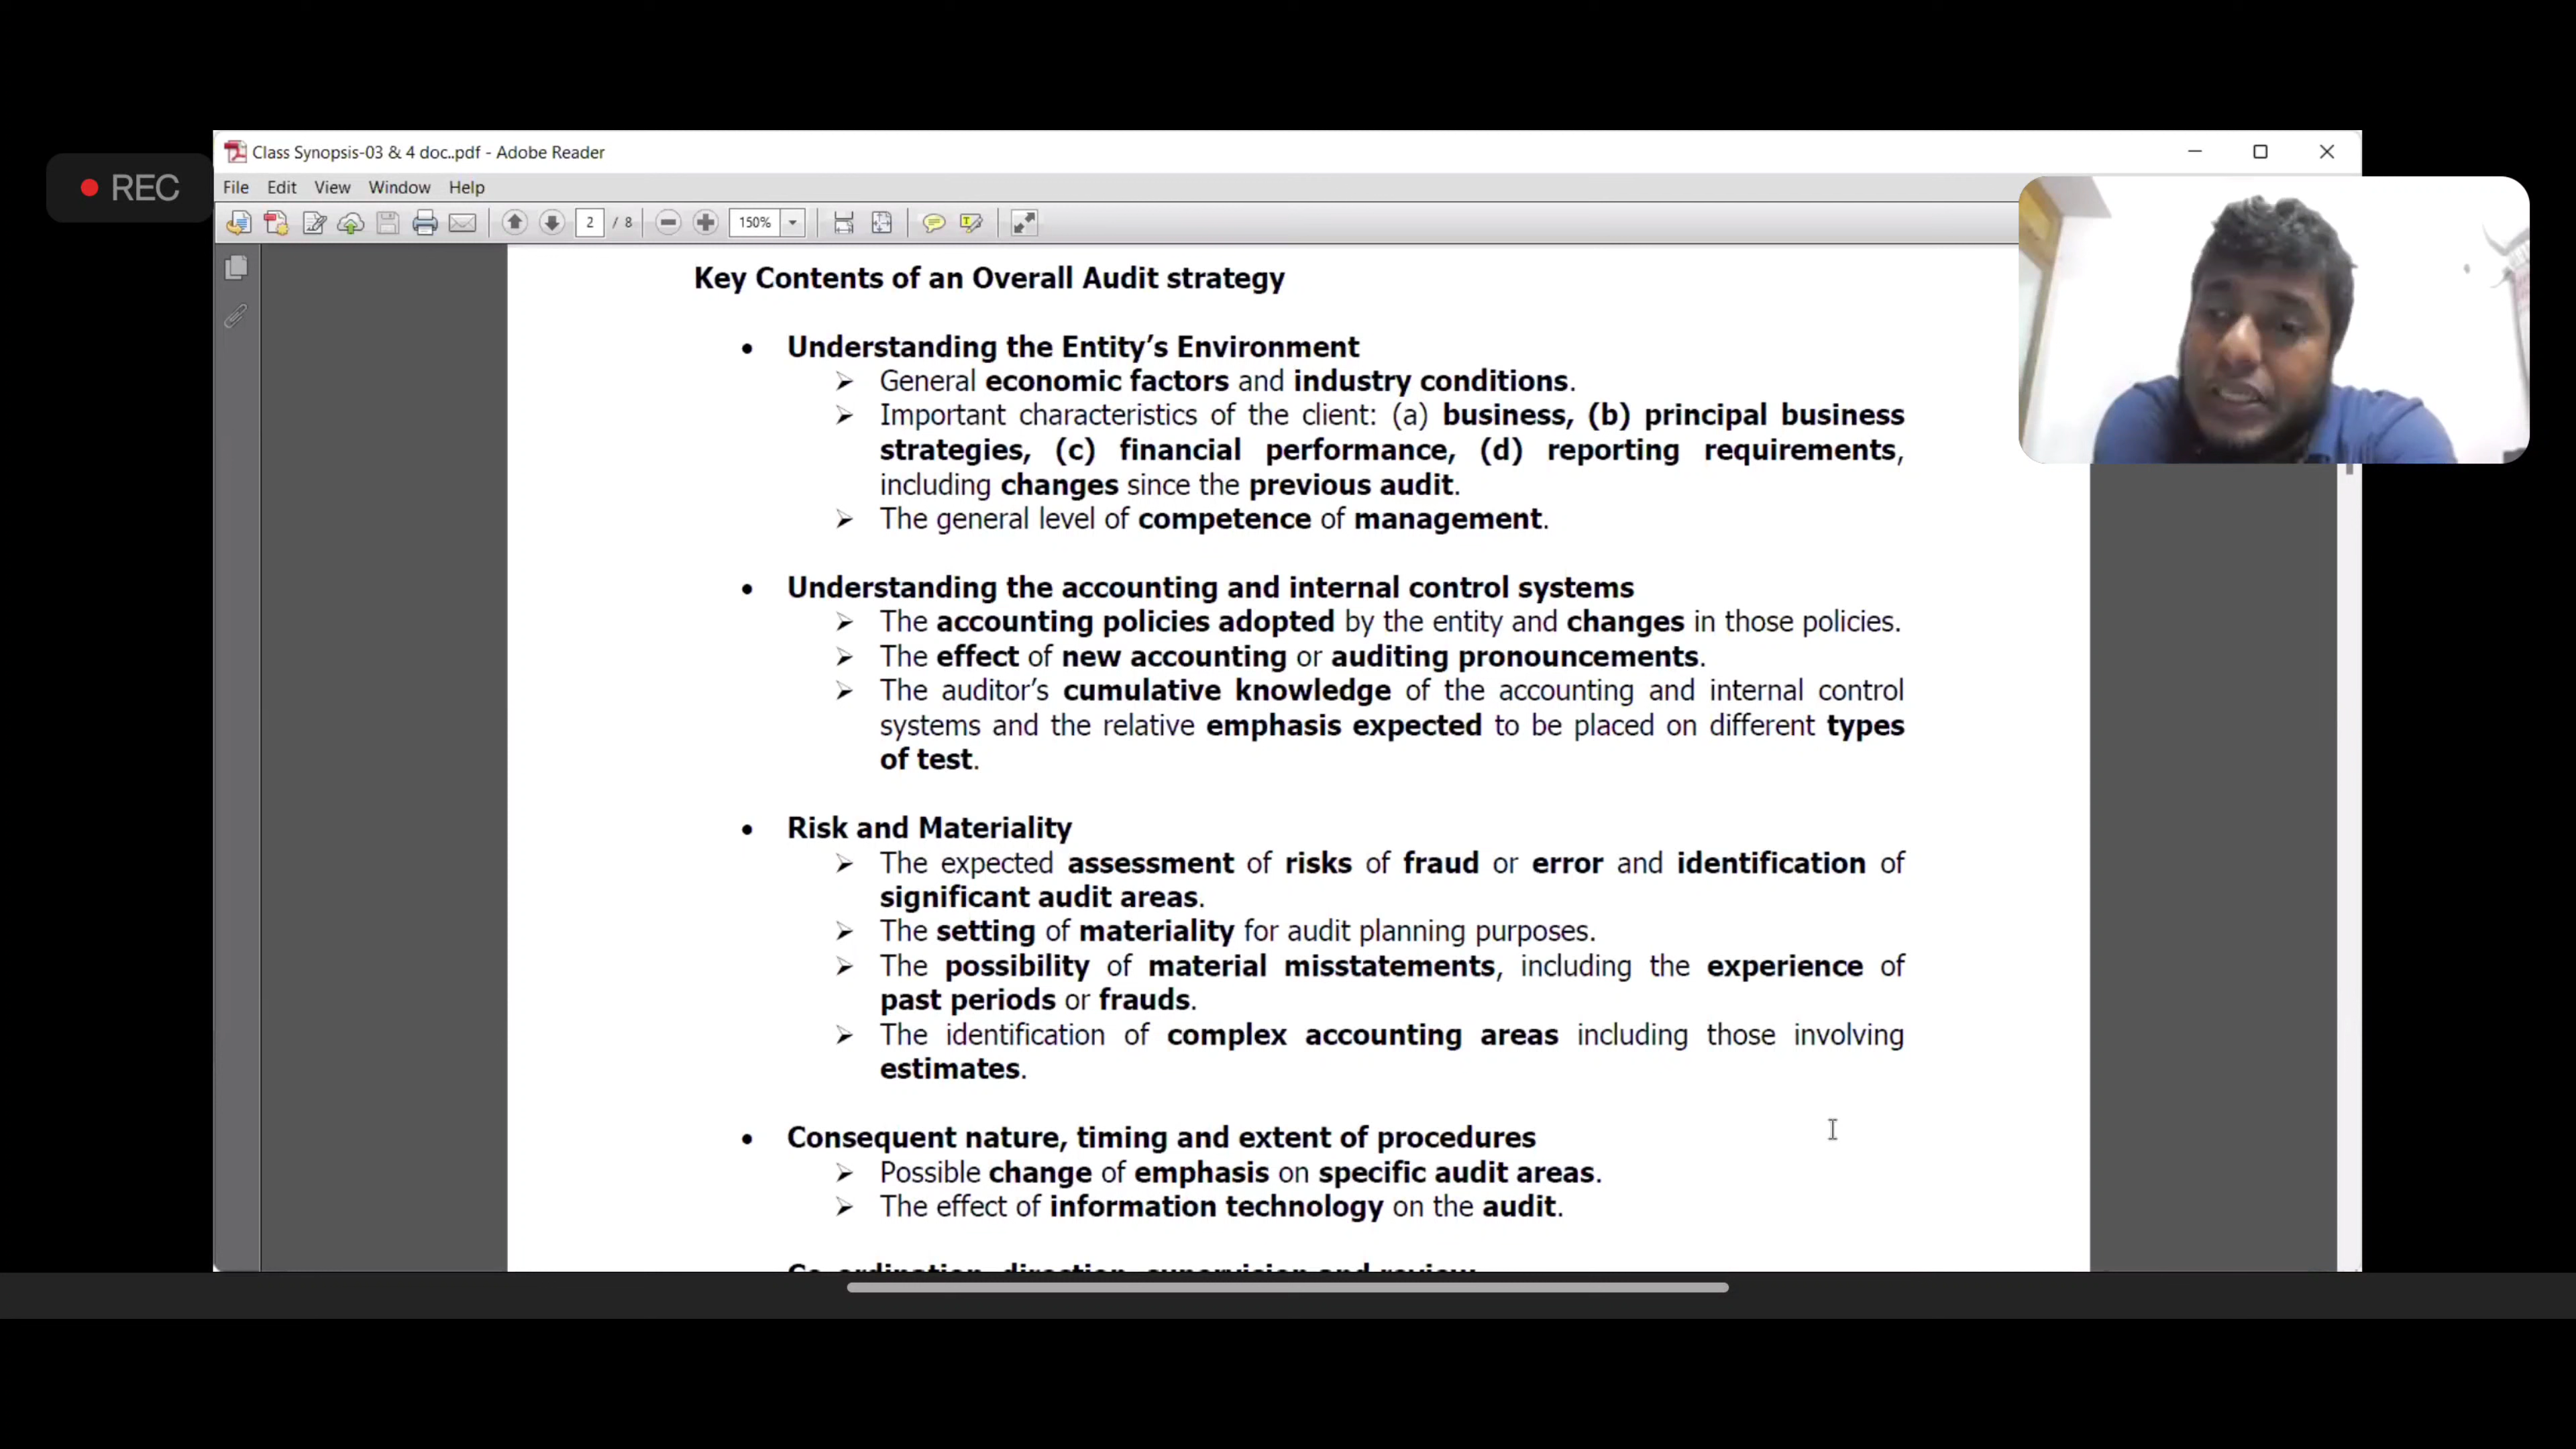 Class Synopsis-03 & 4 doc..pdf - Adobe Reader
REC
File Edit View Window Help
2 / 8 150%
Key Contents of an Overall Audit strategy
• Understanding the Entity’s Environment
➢ General economic factors and industry conditions.
➢ Important characteristics of the client: (a) business, (b) principal business
strategies, (c) financial performance, (d) reporting requirements,
including changes since the previous audit.
➢ The general level of competence of management.
• Understanding the accounting and internal control systems
➢ The accounting policies adopted by the entity and changes in those policies.
➢ The effect of new accounting or auditing pronouncements.
➢ The auditor’s cumulative knowledge of the accounting and internal control
systems and the relative emphasis expected to be placed on different types
of test.
• Risk and Materiality
➢ The expected assessment of risks of fraud or error and identification of
significant audit areas.
➢ The setting of materiality for audit planning purposes.
➢ The possibility of material misstatements, including the experience of
past periods or frauds.
➢ The identification of complex accounting areas including those involving
estimates.
• Consequent nature, timing and extent of procedures
➢ Possible change of emphasis on specific audit areas.
➢ The effect of information technology on the audit.
Co-ordination, direction, supervision and review